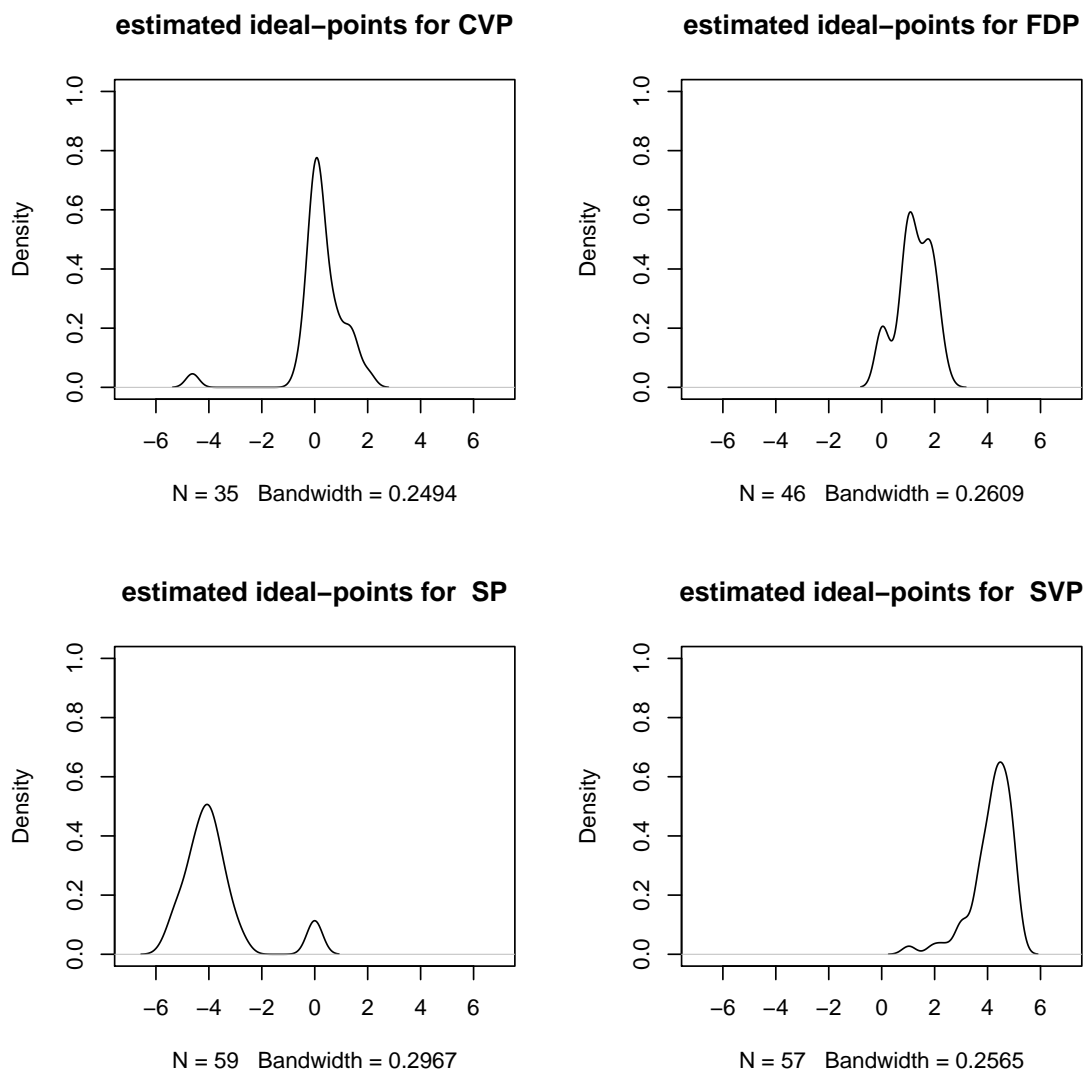 estimated ideal−points for CVP
Density
0.0 0.2 0.4 0.6 0.8 1.0
−6 −4 −2 0 2 4 6
N = 35 Bandwidth = 0.2494
estimated ideal−points for FDP
Density
0.0 0.2 0.4 0.6 0.8 1.0
−6 −4 −2 0 2 4 6
N = 46 Bandwidth = 0.2609
estimated ideal−points for SP
Density
0.0 0.2 0.4 0.6 0.8 1.0
−6 −4 −2 0 2 4 6
N = 59 Bandwidth = 0.2967
estimated ideal−points for SVP
Density
0.0 0.2 0.4 0.6 0.8 1.0
−6 −4 −2 0 2 4 6
N = 57 Bandwidth = 0.2565